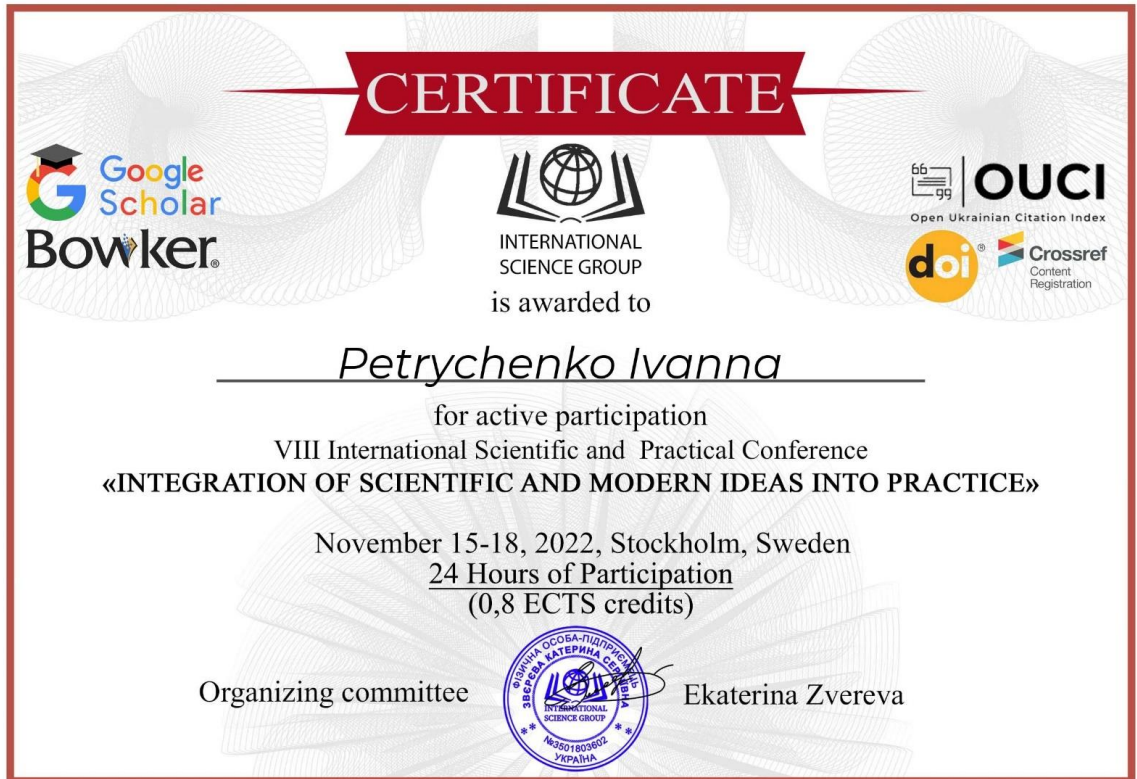 CERTIFICATE
Google
Scholar
Bowker®
INTERNATIONAL
SCIENCE GROUP
66
99
OUCI
Open Ukrainian Citation Index
doi®
Crossref
Content
Registration
is awarded to
Petrychenko Ivanna
for active participation
VIII International Scientific and Practical Conference
«INTEGRATION OF SCIENTIFIC AND MODERN IDEAS INTO PRACTICE»
November 15-18, 2022, Stockholm, Sweden
24 Hours of Participation
(0,8 ECTS credits)
Organizing committee
ФІЗИЧНА ОСОБА-ПІДПРИЄМЕЦЬ
ЗВЄРЄВА КАТЕРИНА СЕРГІЇВНА
INTERNATIONAL
SCIENCE GROUP
№3501803602
УКРАЇНА
Ekaterina Zvereva